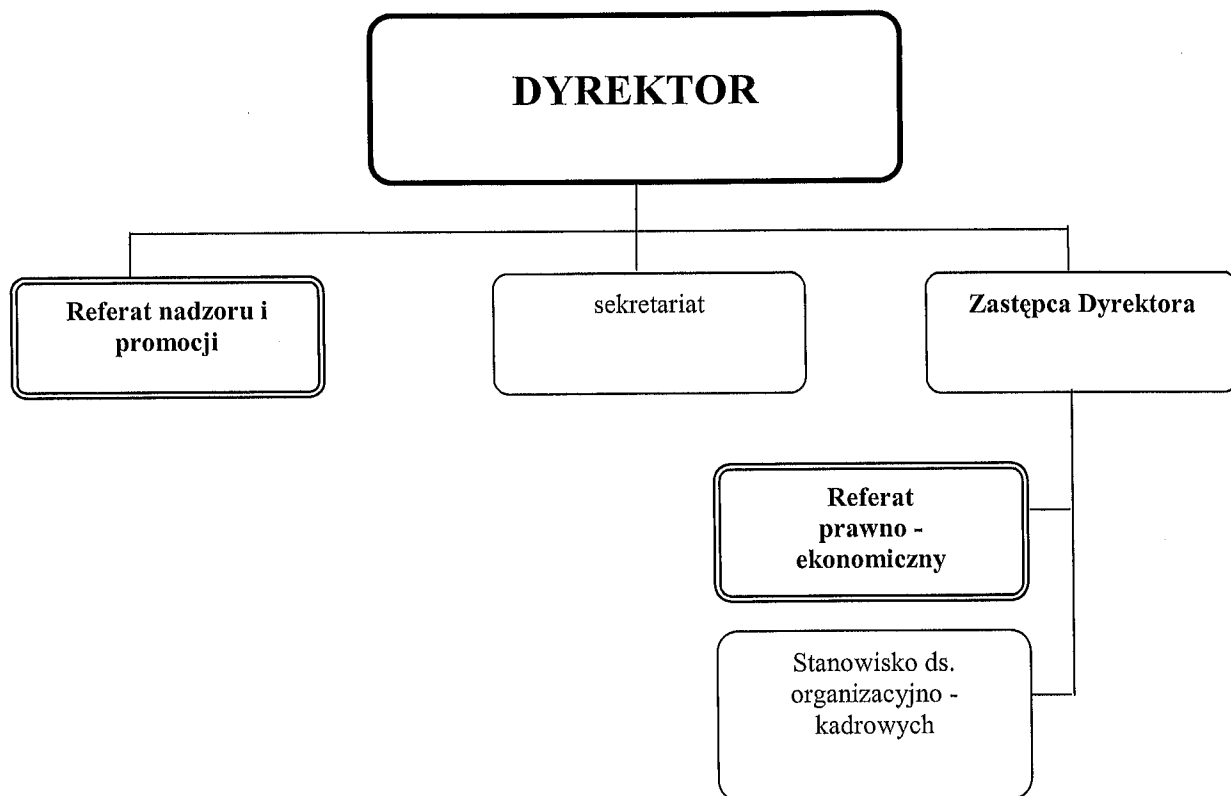 DYREKTOR
Referat nadzoru i
promocji
sekretariat
Zastępca Dyrektora
Referat
prawno -
ekonomiczny
Stanowisko ds.
organizacyjno -
kadrowych